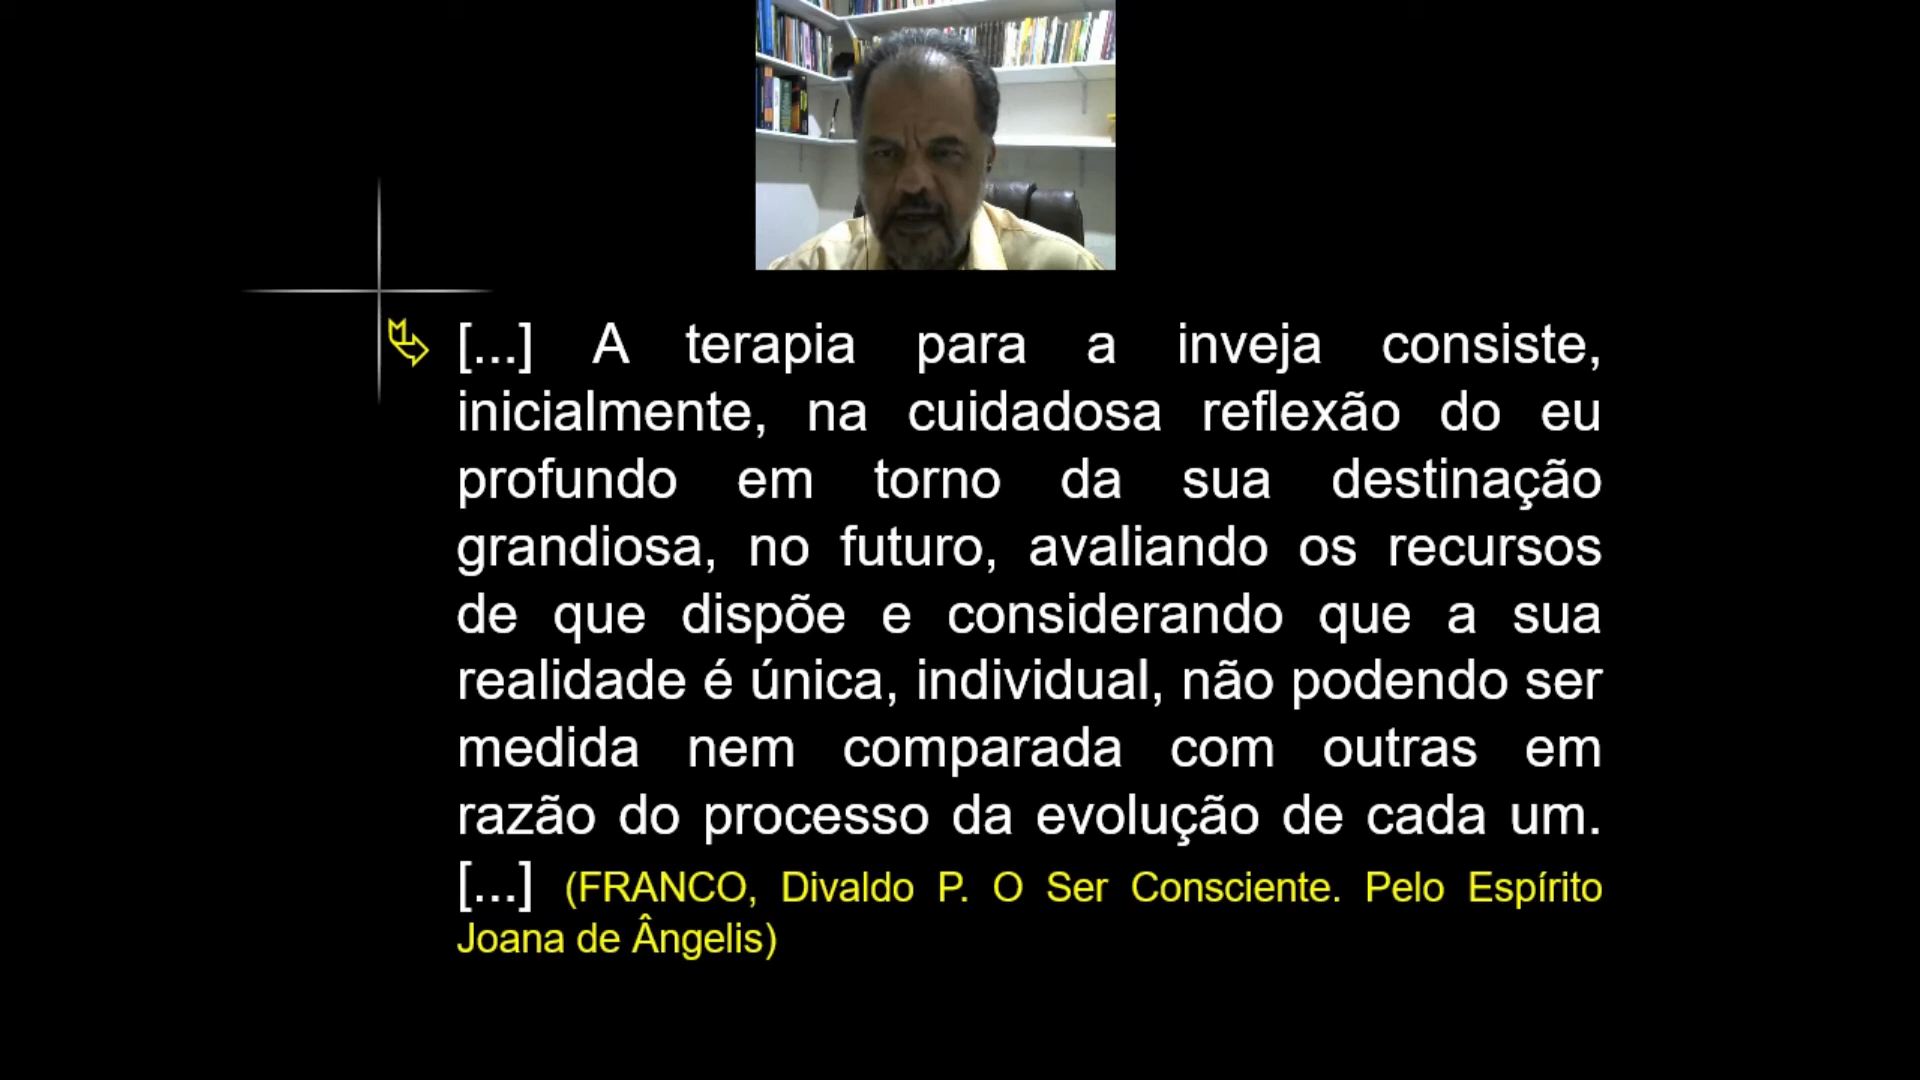 [...] A terapia para a inveja consiste,
inicialmente, na cuidadosa reflexão do eu
profundo em torno da sua destinação
grandiosa, no futuro, avaliando os recursos
de que dispõe e considerando que a sua
realidade é única, individual, não podendo ser
medida nem comparada com outras em
razão do processo da evolução de cada um.
[...] (FRANCO, Divaldo P. O Ser Consciente. Pelo Espírito
Joana de Ângelis)